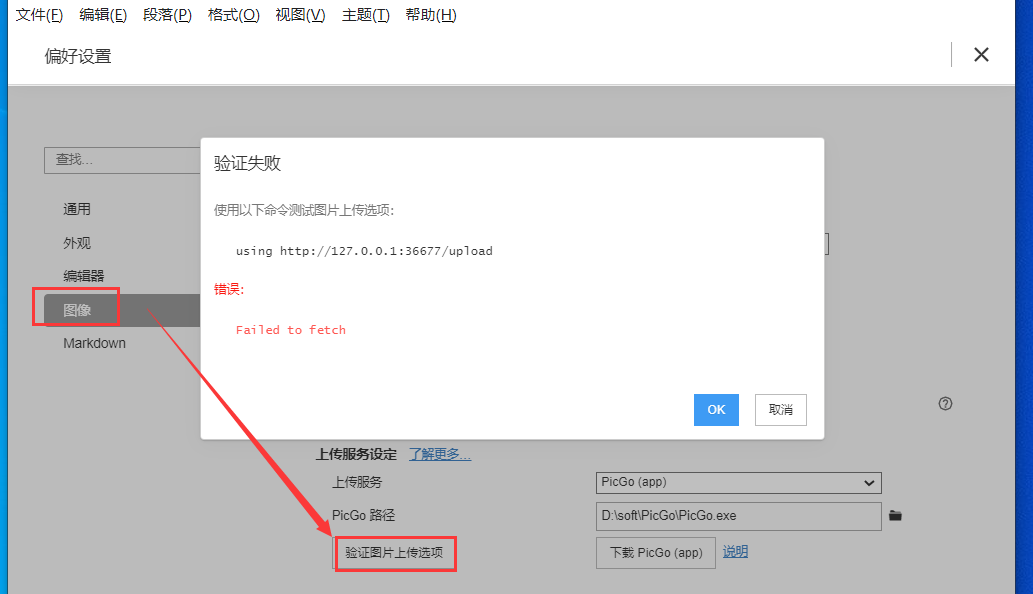 文件(F) 编辑(E) 段落(P) 格式(O) 视图(V) 主题(T) 帮助(H)
偏好设置
查找...
通用
外观
编辑器
图像
Markdown
验证失败
使用以下命令测试图片上传选项:
using http://127.0.0.1:36677/upload
错误:
Failed to fetch
OK 取消
上传服务设定 了解更多...
上传服务 PicGo (app)
PicGo 路径 D:\soft\PicGo\PicGo.exe
验证图片上传选项 下载 PicGo (app) 说明